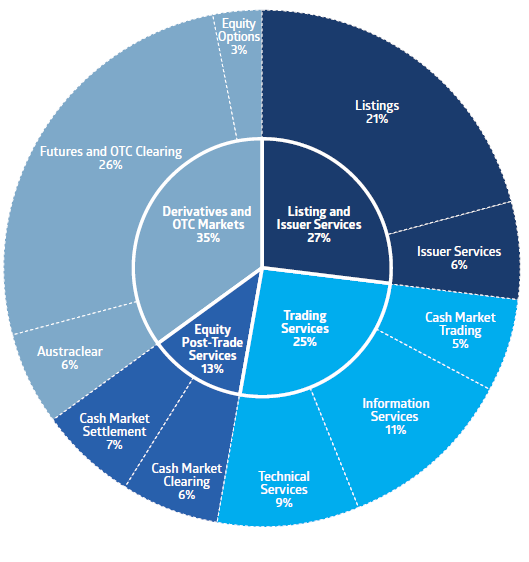 Equity
Options
3%
Listings
21%
Futures and OTC Clearing
26%
Derivatives and
OTC Markets
35%
Listing and
Issuer Services
27%
Issuer Services
6%
Trading
Services
25%
Cash Market
Trading
5%
Equity
Post-Trade
Services
13%
Austraclear
6%
Information
Services
11%
Cash Market
Settlement
7%
Cash Market
Clearing
6%
Technical
Services
9%